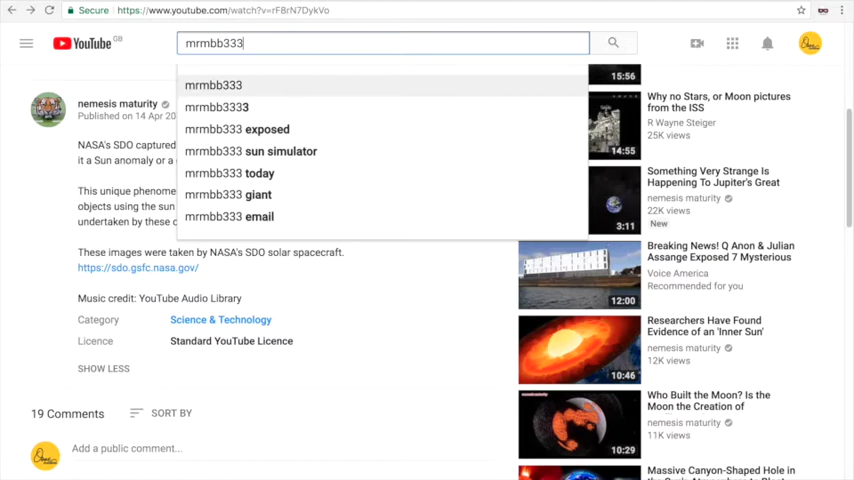 Secure https://www.youtube.com/watch?v=rF8rN7DykVo
YouTube GB
mrmbb333
mrmbb333
mrmbb3333
mrmbb333 exposed
mrmbb333 sun simulator
mrmbb333 today
mrmbb333 giant
mrmbb333 email
nemesis maturity
Published on 14 Apr 20
NASA's SDO captured
it a Sun anomaly or a
This unique phenome
objects using the sun
undertaken by these c
These images were taken by NASA's SDO solar spacecraft.
https://sdo.gsfc.nasa.gov/
Music credit: YouTube Audio Library
Category Science & Technology
Licence Standard YouTube Licence
SHOW LESS
19 Comments SORT BY
Add a public comment...
15:56
Why no Stars, or Moon pictures
from the ISS
R Wayne Steiger
25K views
14:55
Something Very Strange Is
Happening To Jupiter's Great
nemesis maturity
22K views
New
3:11
Breaking News! Q Anon & Julian
Assange Exposed 7 Mysterious
Voice America
Recommended for you
12:00
Researchers Have Found
Evidence of an 'Inner Sun'
nemesis maturity
12K views
10:46
Who Built the Moon? Is the
Moon the Creation of
nemesis maturity
11K views
10:29
Massive Canyon-Shaped Hole in